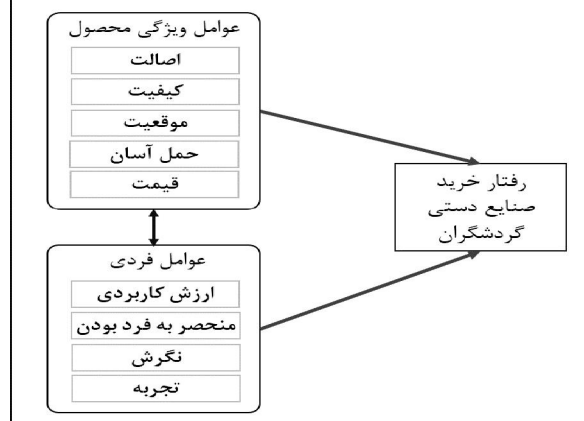 عوامل ویژگی محصول
اصالت
کیفیت
موقعیت
حمل آسان
قیمت
رفتار خرید
صنایع دستی
گردشگران
عوامل فردی
ارزش کاربردی
منحصر به فرد بودن
نگرش
تجربه